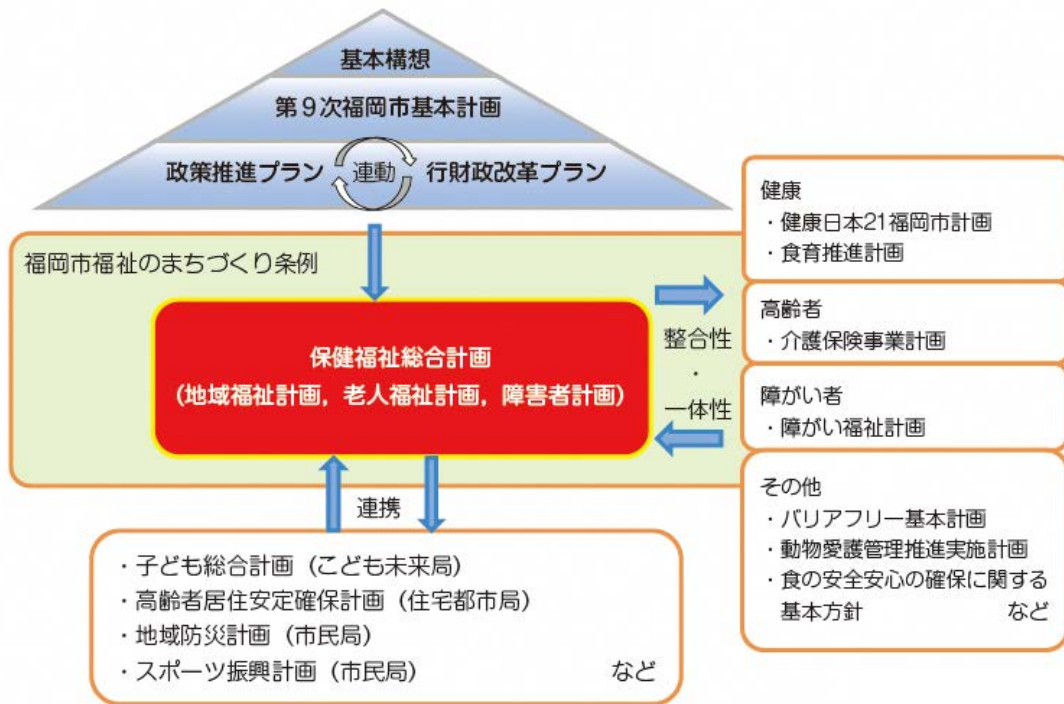 基本構想
第9次福岡市基本計画
政策推進プラン 連動 行財政改革プラン
福岡市福祉のまちづくり条例
保健福祉総合計画
(地域福祉計画，老人福祉計画，障害者計画)
整合性
・
一体性
健康
・健康日本21福岡市計画
・食育推進計画
高齢者
・介護保険事業計画
障がい者
・障がい福祉計画
その他
・バリアフリー基本計画
・動物愛護管理推進実施計画
・食の安全安心の確保に関する
基本方針 など
連携
・子ども総合計画（こども未来局）
・高齢者居住安定確保計画（住宅都市局）
・地域防災計画（市民局）
・スポーツ振興計画（市民局） など